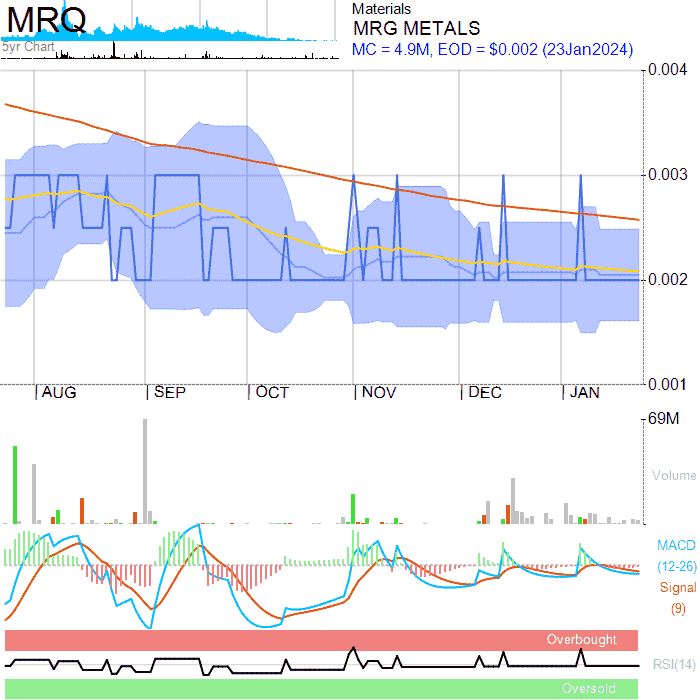 MRQ
5yr Chart
Materials
MRG METALS
MC = 4.9M, EOD = $0.002 (23Jan2024)
0.004
0.003
0.002
0.001
AUG SEP OCT NOV DEC JAN
69M
Volume
MACD
(12-26)
Signal
(9)
Overbought
RSI(14)
Oversold